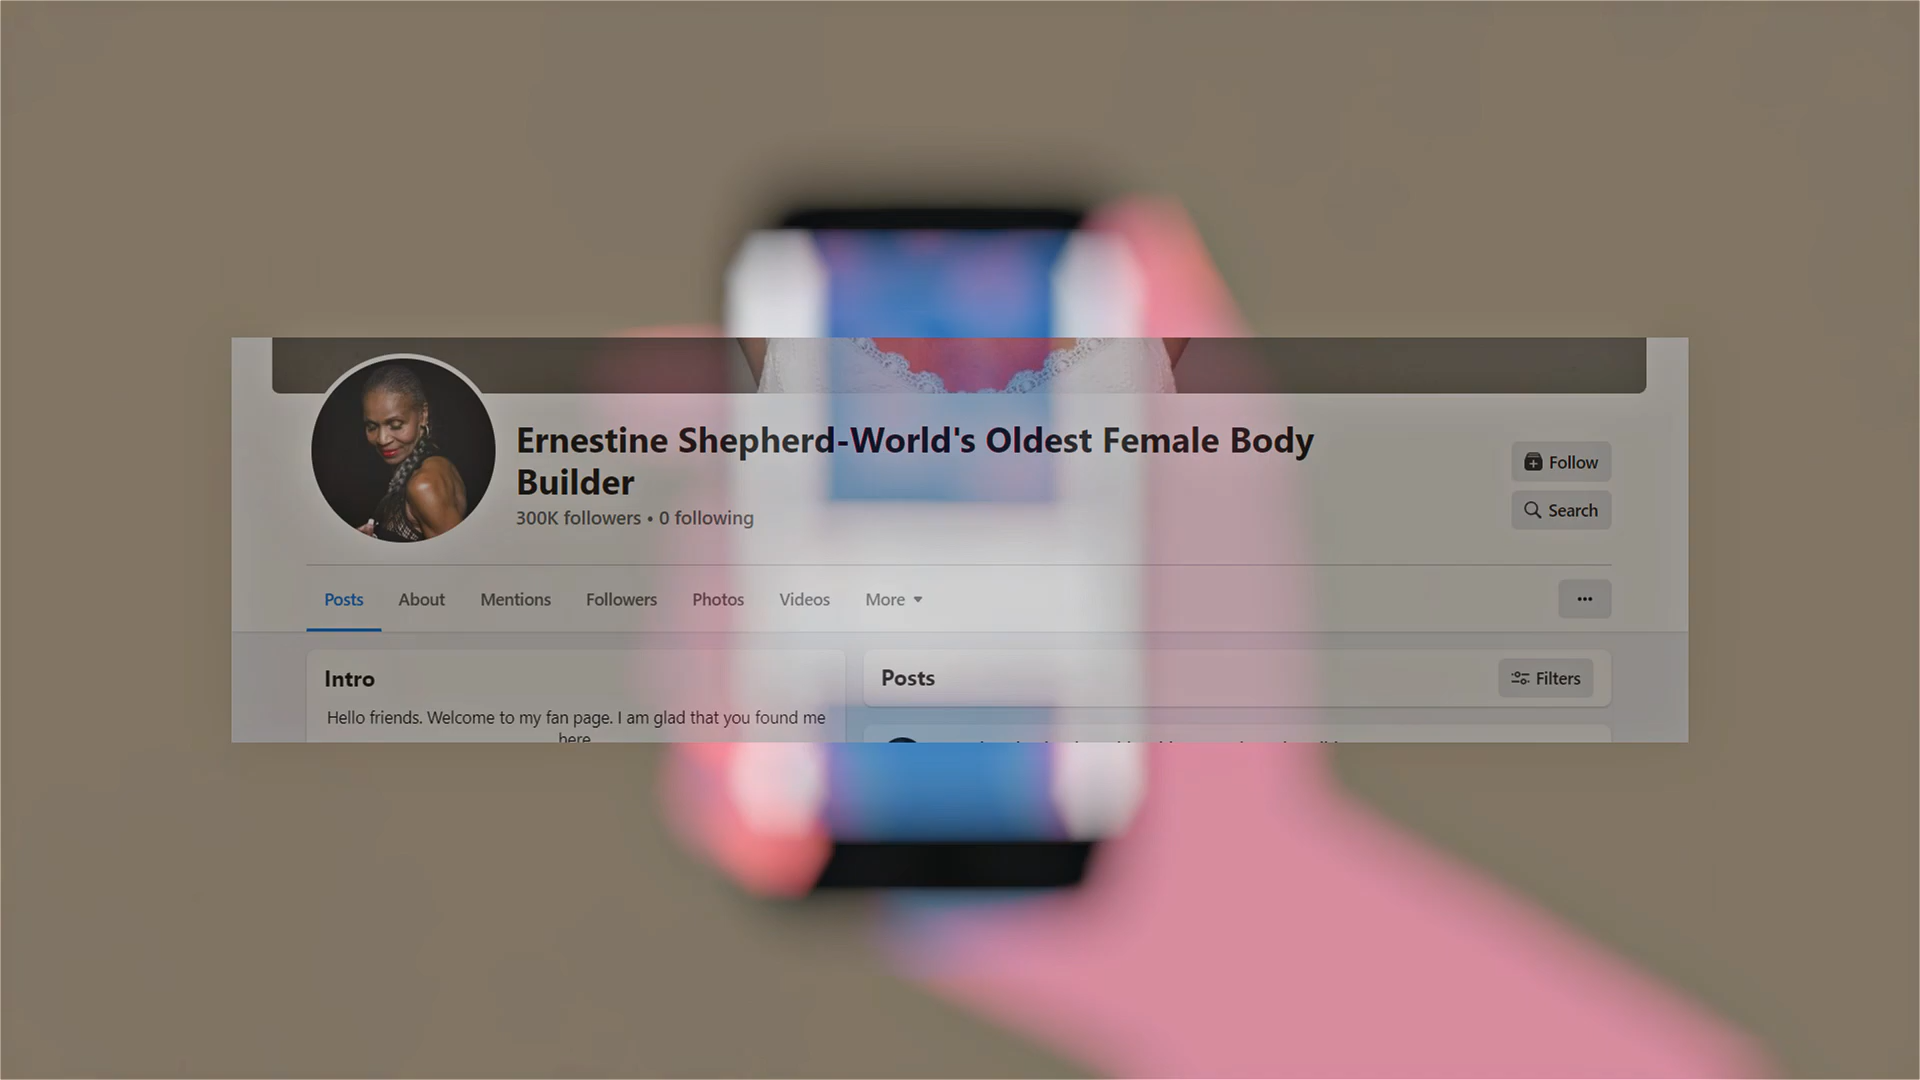 Ernestine Shepherd-World's Oldest Female Body
Builder
300K followers • 0 following
Follow
Search
Posts
About
Mentions
Followers
Photos
Videos
More
Intro
Hello friends. Welcome to my fan page. I am glad that you found me
here
Posts
Filters